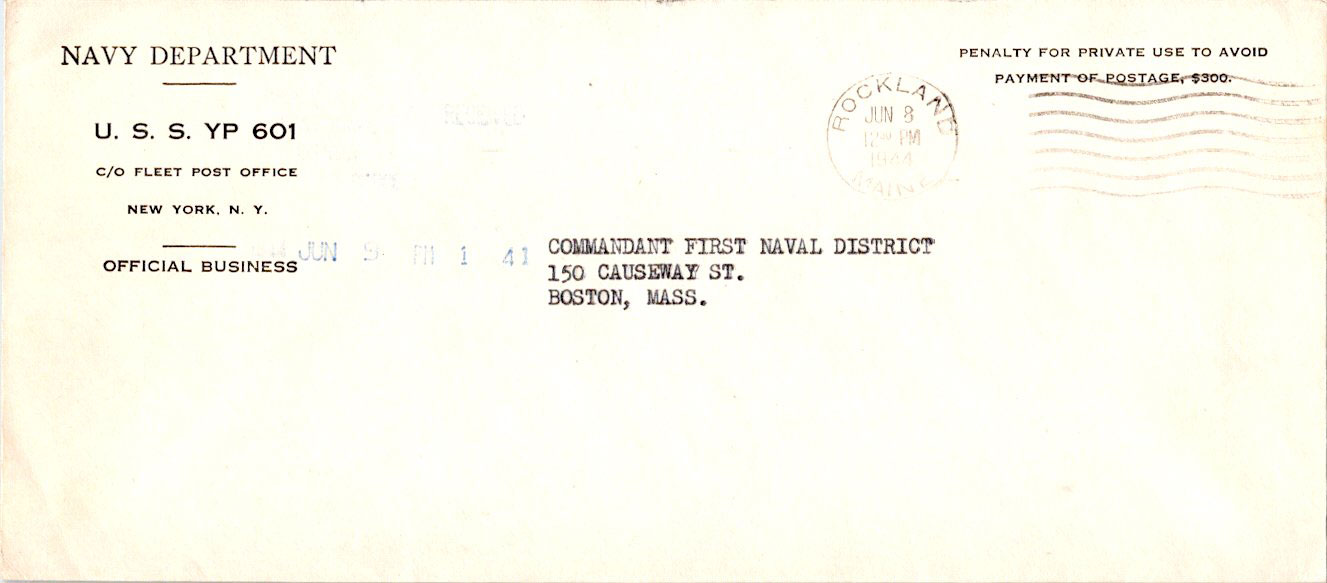 NAVY DEPARTMENT
U. S. S. YP 601
C/O FLEET POST OFFICE
NEW YORK, N. Y.
OFFICIAL BUSINESS
PENALTY FOR PRIVATE USE TO AVOID
PAYMENT OF POSTAGE, $300.
ROCKLAND
JUN 8
12 PM
1944
MAINE
RECEIVED
JUN 9 PM 1 41
COMMANDANT FIRST NAVAL DISTRICT
150 CAUSEWAY ST.
BOSTON, MASS.